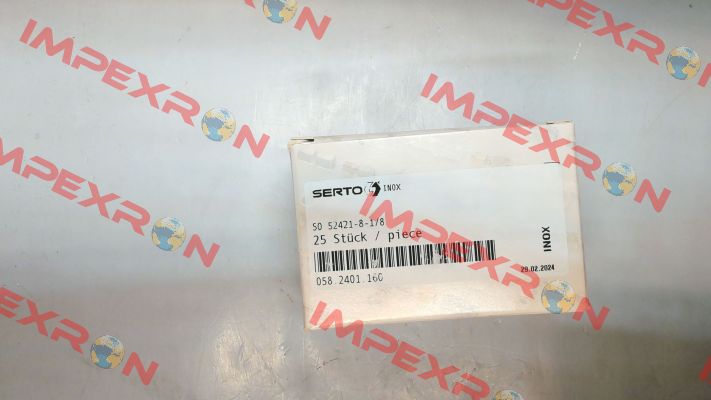 SERTO INOX
SO 52421-8-1/8
25 Stück / piece
058.2401.160
INOX
29.02.2024
IMPEXRON
IMPEXRON
IMPEXRON
IMPEXRON
IMPEXRON
IMPEXRON
IMPEXRON